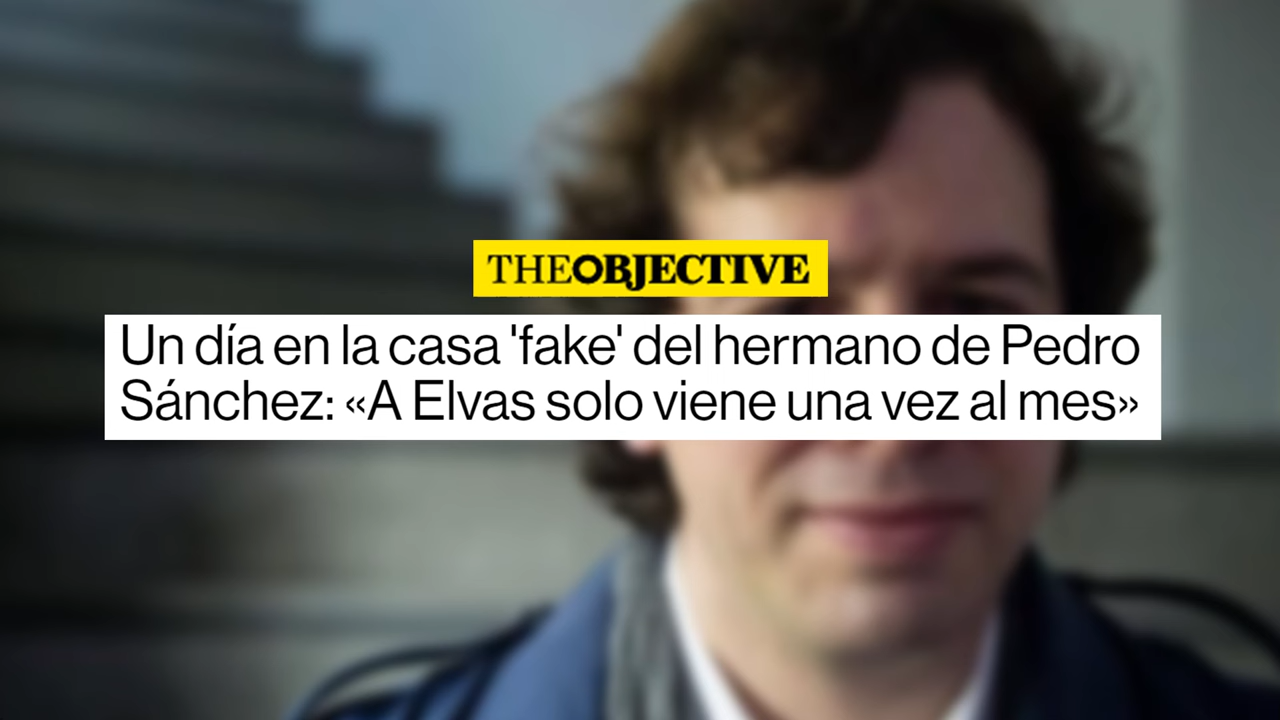 THEOBJECTIVE
Un día en la casa 'fake' del hermano de Pedro
Sánchez: «A Elvas solo viene una vez al mes»